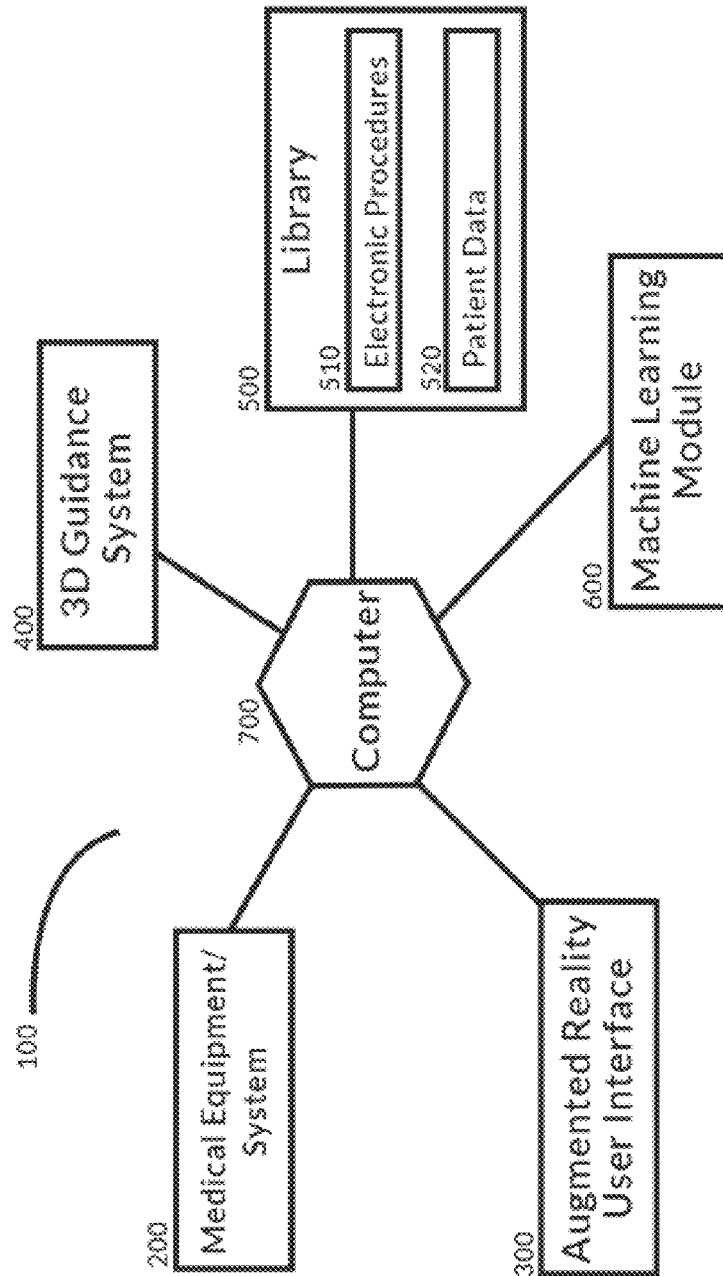 100
200
Medical Equipment/
System
400
3D Guidance
System
700
Computer
500
Library
510
Electronic Procedures
520
Patient Data
300
Augmented Reality
User Interface
600
Machine Learning
Module